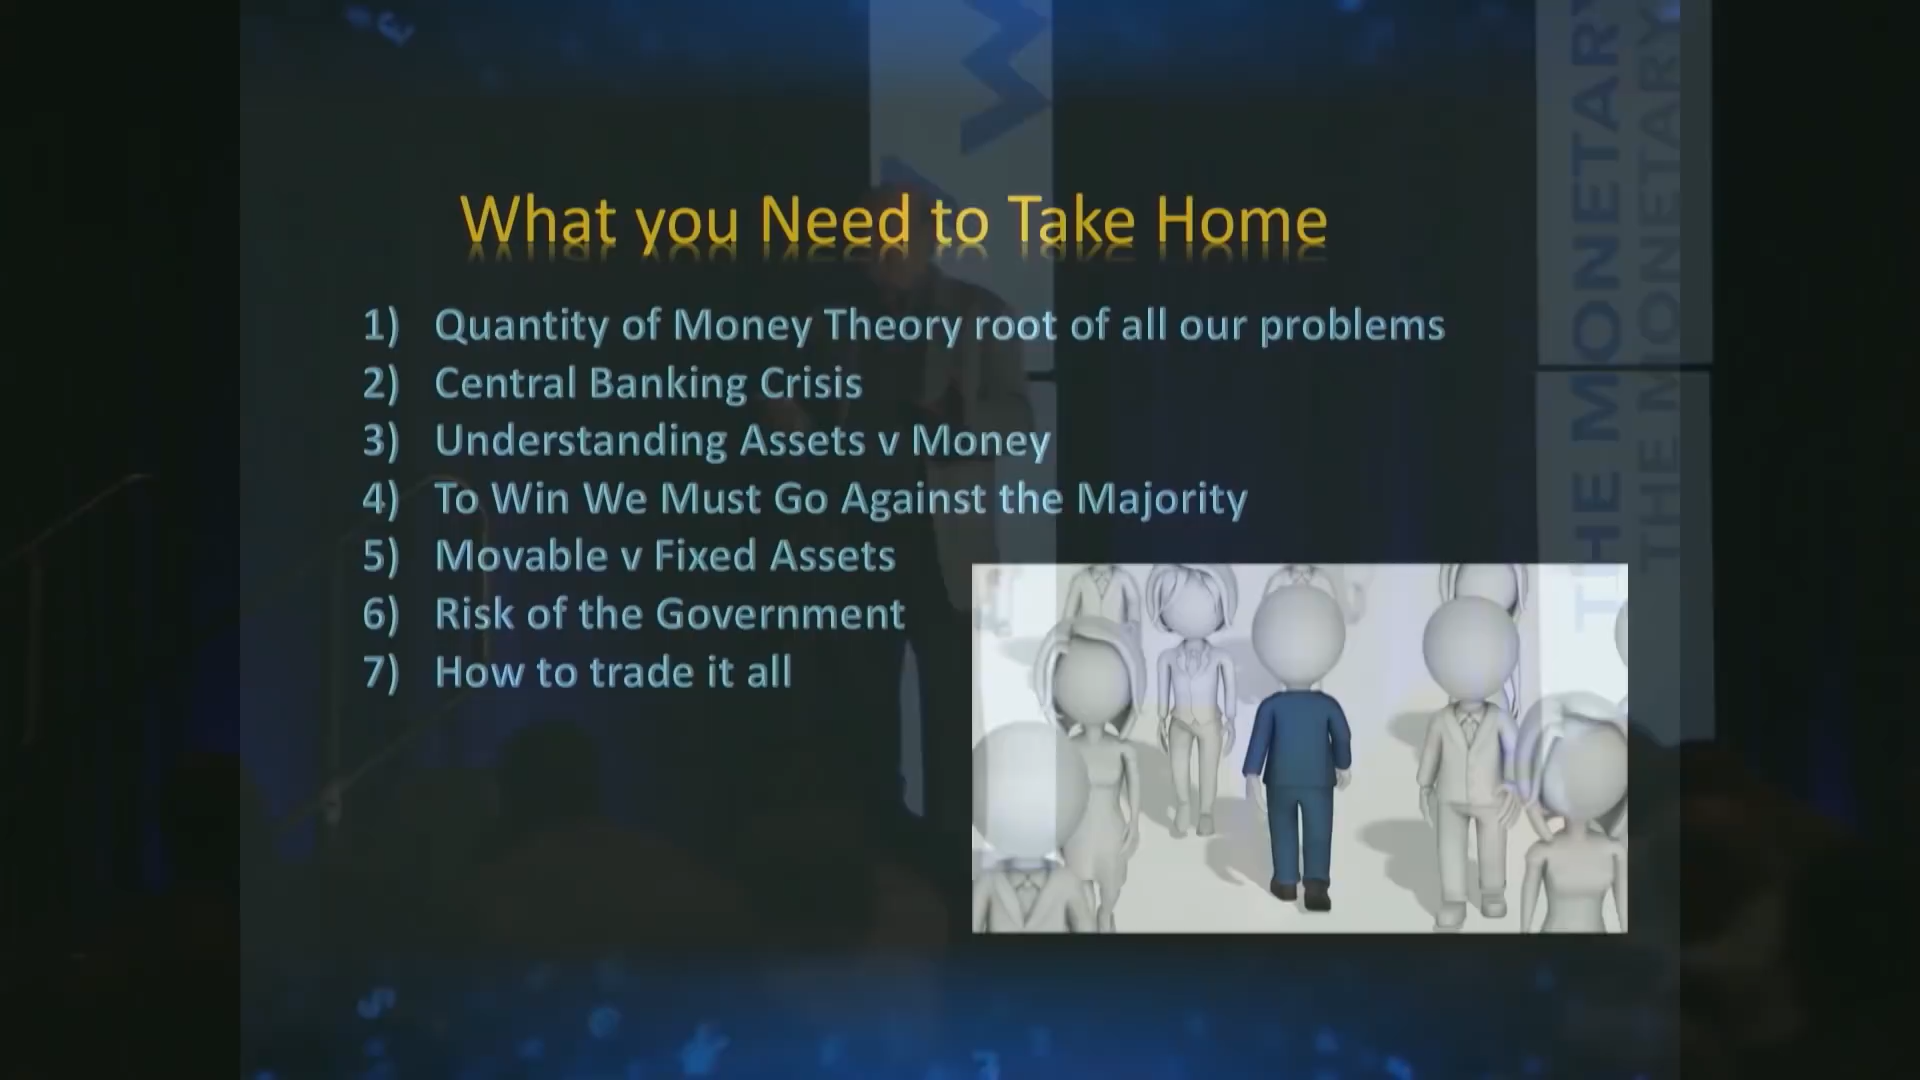 What you Need to Take Home
1) Quantity of Money Theory root of all our problems
2) Central Banking Crisis
3) Understanding Assets v Money
4) To Win We Must Go Against the Majority
5) Movable v Fixed Assets
6) Risk of the Government
7) How to trade it all
THE MONETARY
THE MONETARY